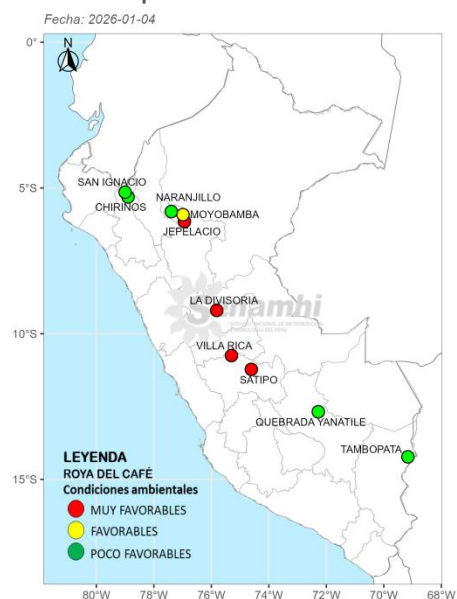 Fecha: 2026-01-04
N
0°
5°S
10°S
15°S
SAN IGNACIO
CHIRINOS
NARANJILLO
MOYOBAMBA
JEPELACIO
LA DIVISORIA
Senamhi
VILLA RICA
SATIPO
QUEBRADA YANATILE
TAMBOPATA
LEYENDA
ROYA DEL CAFÉ
Condiciones ambientales
MUY FAVORABLES
FAVORABLES
POCO FAVORABLES
80°W 78°W 76°W 74°W 72°W 70°W 68°W